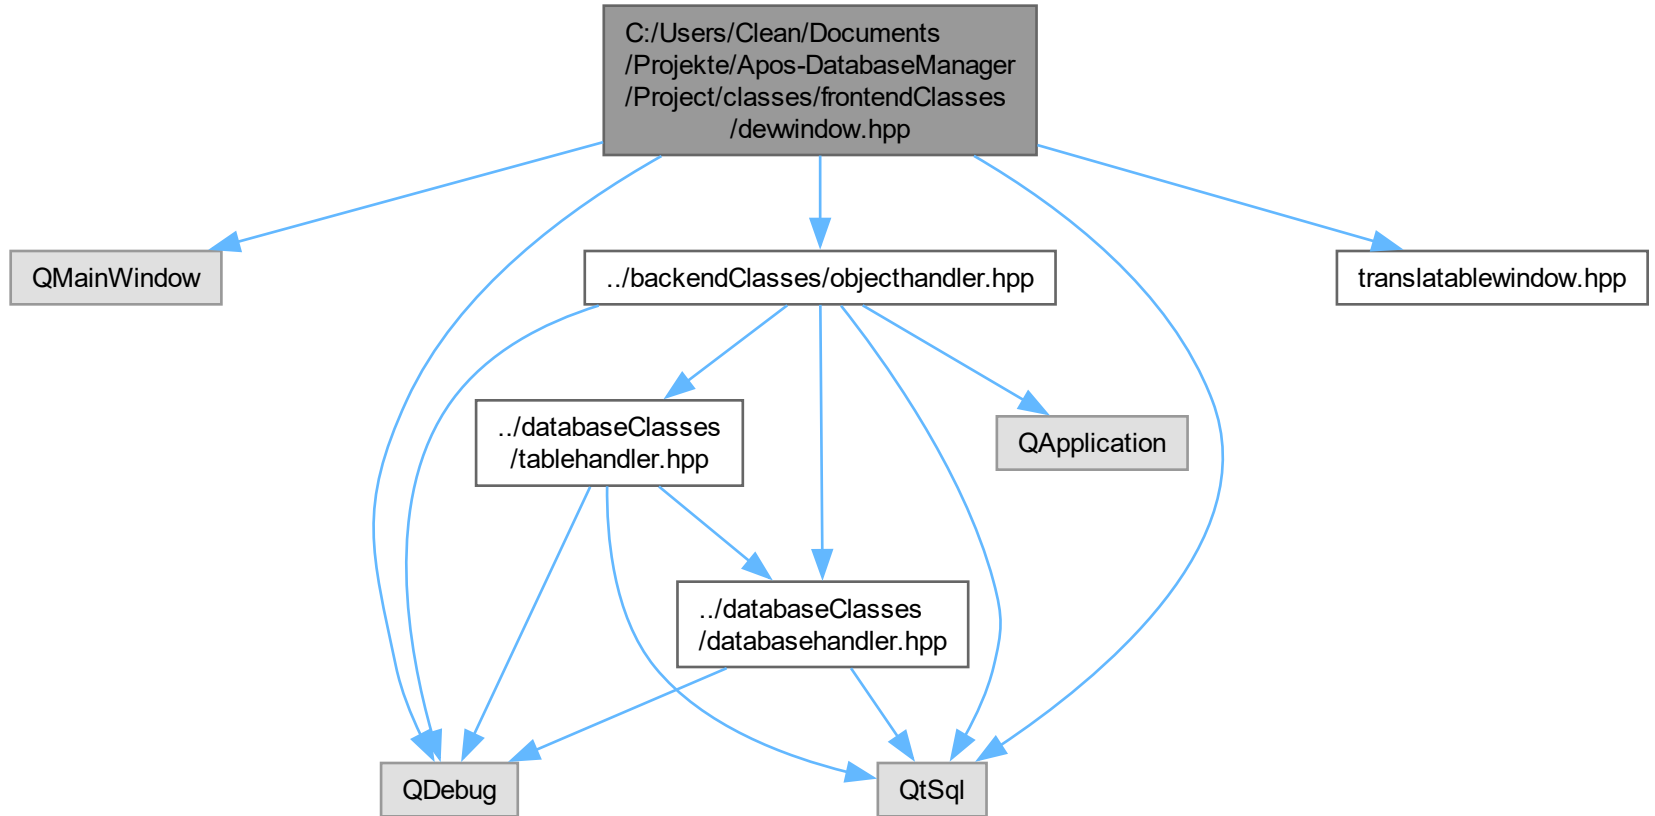 C:/Users/Clean/Documents
/Projekte/Apos-DatabaseManager
/Project/classes/frontendClasses
/devwindow.hpp
QMainWindow
../backendClasses/objecthandler.hpp
translatablewindow.hpp
../databaseClasses
/tablehandler.hpp
QApplication
../databaseClasses
/databasehandler.hpp
QDebug
QtSql